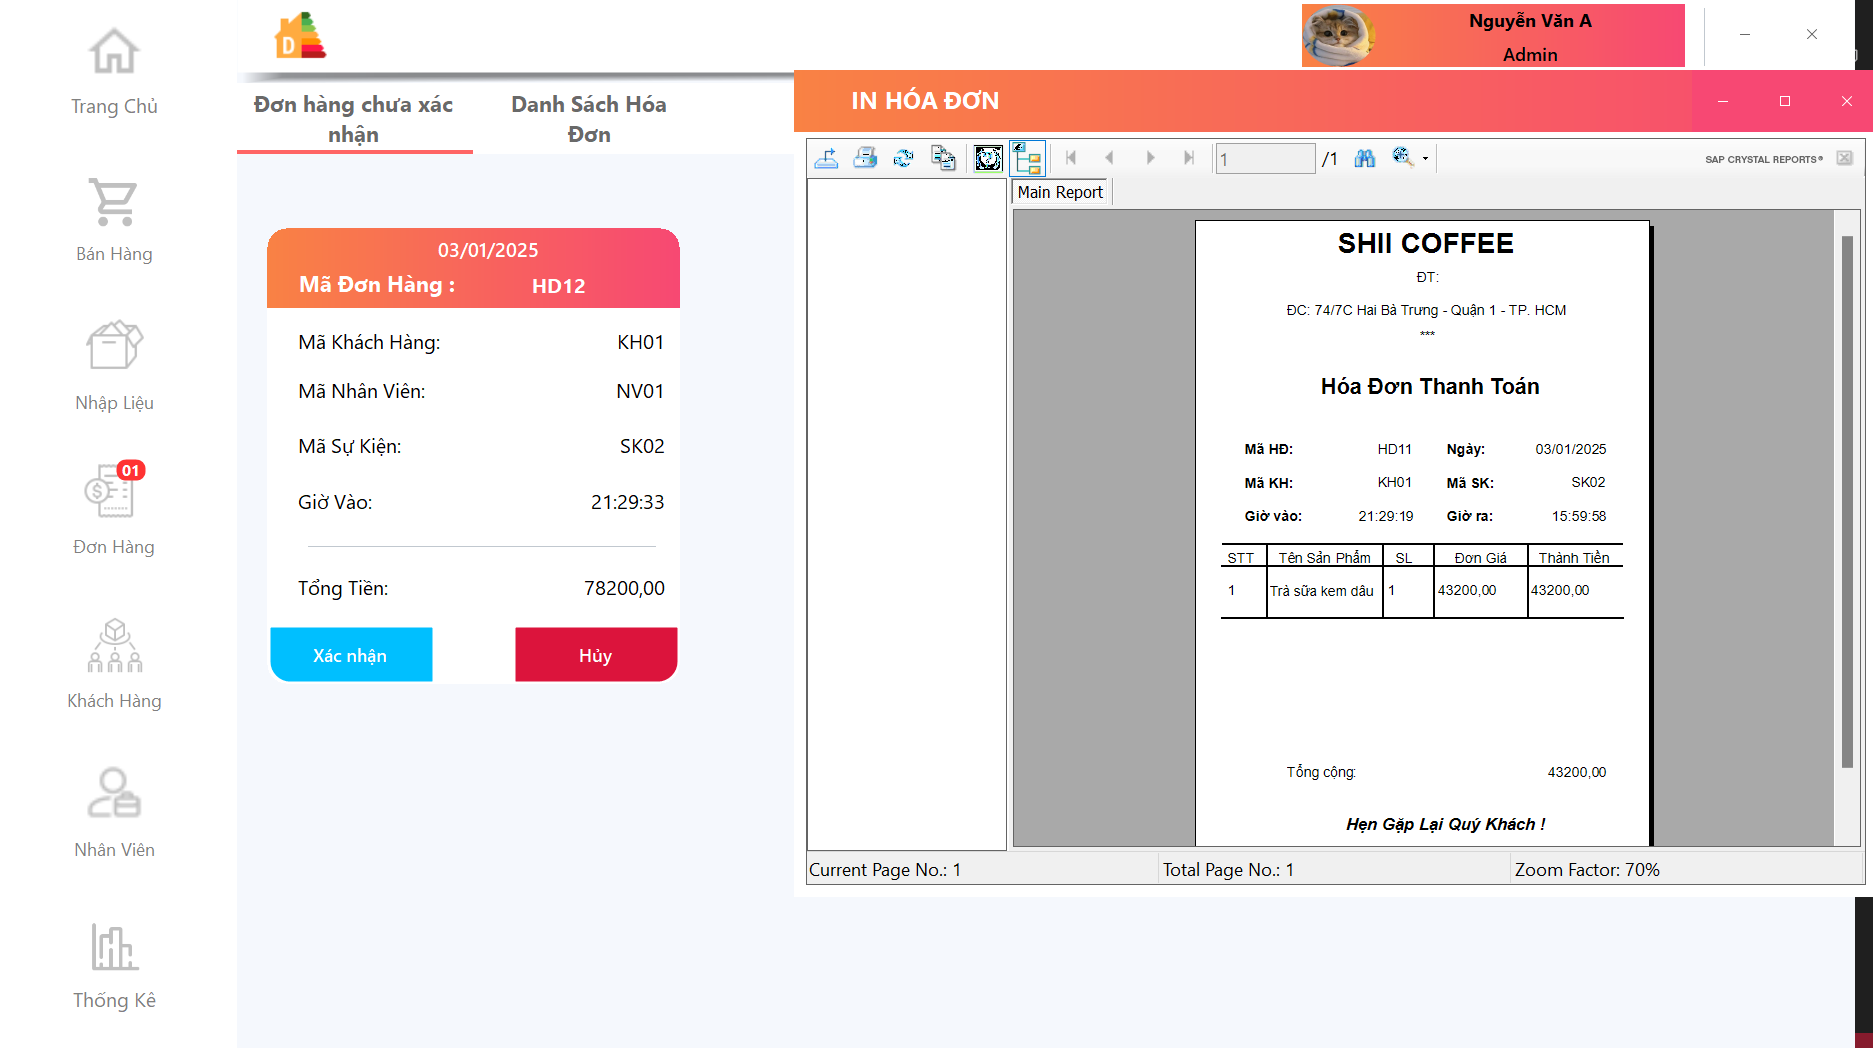 D
Nguyễn Văn A
Admin
Trang Chủ
Bán Hàng
Nhập Liệu
01
Đơn Hàng
Khách Hàng
Nhân Viên
Thống Kê
Đơn hàng chưa xác
nhận
Danh Sách Hóa
Đơn
03/01/2025
Mã Đơn Hàng : HD12
Mã Khách Hàng: KH01
Mã Nhân Viên: NV01
Mã Sự Kiện: SK02
Giờ Vào: 21:29:33
Tổng Tiền: 78200,00
Xác nhận Hủy
IN HÓA ĐƠN
1 /1
SAP CRYSTAL REPORTS®
Main Report
SHII COFFEE
ĐT:
ĐC: 74/7C Hai Bà Trưng - Quận 1 - TP. HCM
***
Hóa Đơn Thanh Toán
Mã HĐ: HD11 Ngày: 03/01/2025
Mã KH: KH01 Mã SK: SK02
Giờ vào: 21:29:19 Giờ ra: 15:59:58
STT Tên Sản Phẩm SL Đơn Giá Thành Tiền
1 Trà sữa kem dâu 1 43200,00 43200,00
Tổng cộng: 43200,00
Hẹn Gặp Lại Quý Khách !
Current Page No.: 1 Total Page No.: 1 Zoom Factor: 70%